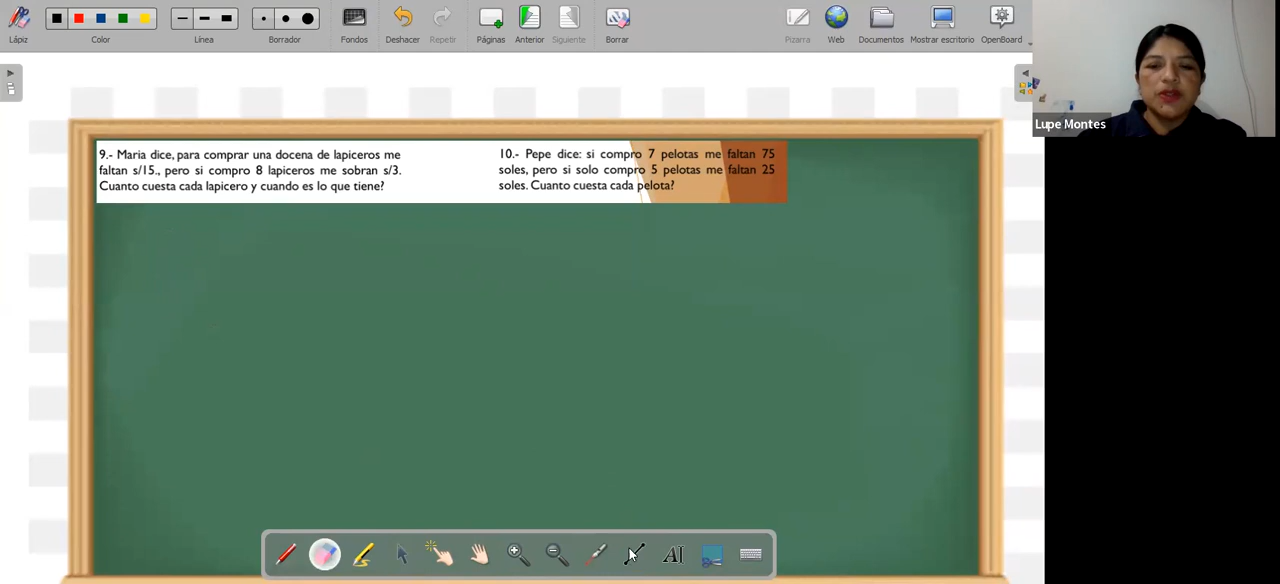 Lápiz
Color
Línea
Borrador
Fondos
Deshacer
Repetir
Páginas
Anterior
Siguiente
Borrar
Pizarra
Web
Documentos
Mostrar escritorio
OpenBoard
Lupe Montes
9.- Maria dice, para comprar una docena de lapiceros me
faltan s/15., pero si compro 8 lapiceros me sobran s/3.
Cuanto cuesta cada lapicero y cuando es lo que tiene?
10.- Pepe dice: si compro 7 pelotas me faltan 75
soles, pero si solo compro 5 pelotas me faltan 25
soles. Cuanto cuesta cada pelota?
AI